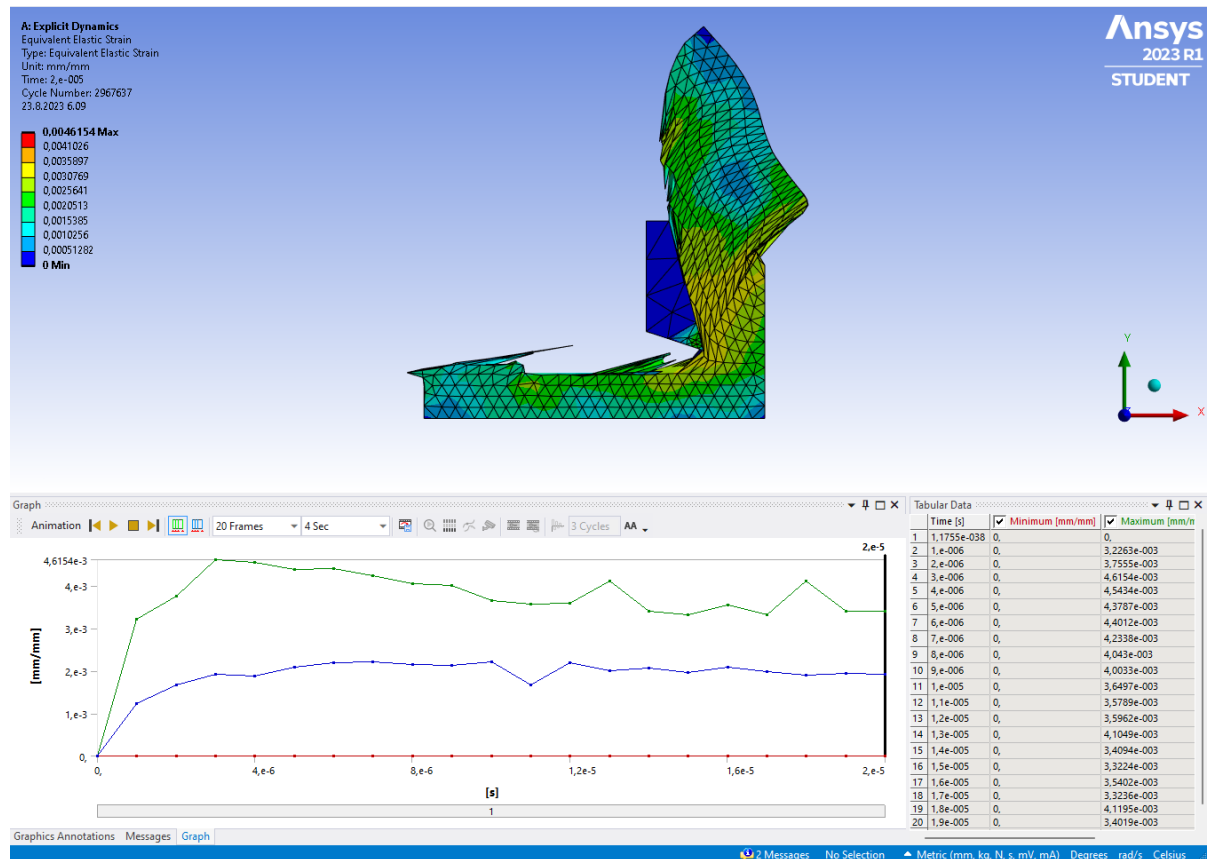 A: Explicit Dynamics
Equivalent Elastic Strain
Type: Equivalent Elastic Strain
Unit: mm/mm
Time: 2,e-005
Cycle Number: 2967637
23.8.2023 6.09
0,0046154 Max
0,0041026
0,0035897
0,0030769
0,0025641
0,0020513
0,0015385
0,0010256
0,00051282
0 Min
Ansys
2023 R1
STUDENT
Y
X
Graph
Animation 20 Frames 4 Sec 3 Cycles AA
2,e-5
4,6154e-3
4,e-3
3,e-3
2,e-3
1,e-3
0,
[mm/mm]
0, 4,e-6 8,e-6 1,2e-5 1,6e-5 2,e-5
[s]
1
Tabular Data
Time [s] Minimum [mm/mm] Maximum [mm/m
1 1,1755e-038 0, 0,
2 1,e-006 0, 3,2263e-003
3 2,e-006 0, 3,7555e-003
4 3,e-006 0, 4,6154e-003
5 4,e-006 0, 4,5434e-003
6 5,e-006 0, 4,3787e-003
7 6,e-006 0, 4,4012e-003
8 7,e-006 0, 4,2338e-003
9 8,e-006 0, 4,043e-003
10 9,e-006 0, 4,0033e-003
11 1,e-005 0, 3,6497e-003
12 1,1e-005 0, 3,5789e-003
13 1,2e-005 0, 3,5962e-003
14 1,3e-005 0, 4,1049e-003
15 1,4e-005 0, 3,4094e-003
16 1,5e-005 0, 3,3224e-003
17 1,6e-005 0, 3,5402e-003
18 1,7e-005 0, 3,3236e-003
19 1,8e-005 0, 4,1195e-003
20 1,9e-005 0, 3,4019e-003
Graphics Annotations Messages Graph
2 Messages No Selection Metric (mm, kg, N, s, mV, mA) Degrees rad/s Celsius